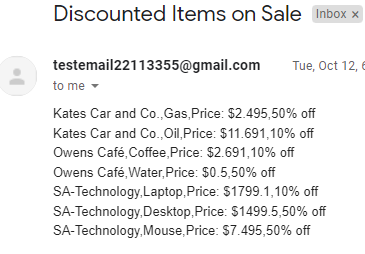 Discounted Items on Sale Inbox x
testemail22113355@gmail.com Tue, Oct 12,
to me
Kates Car and Co.,Gas,Price: $2.495,50% off
Kates Car and Co.,Oil,Price: $11.691,10% off
Owens Café,Coffee,Price: $2.691,10% off
Owens Café,Water,Price: $0.5,50% off
SA-Technology,Laptop,Price: $1799.1,10% off
SA-Technology,Desktop,Price: $1499.5,50% off
SA-Technology,Mouse,Price: $7.495,50% off